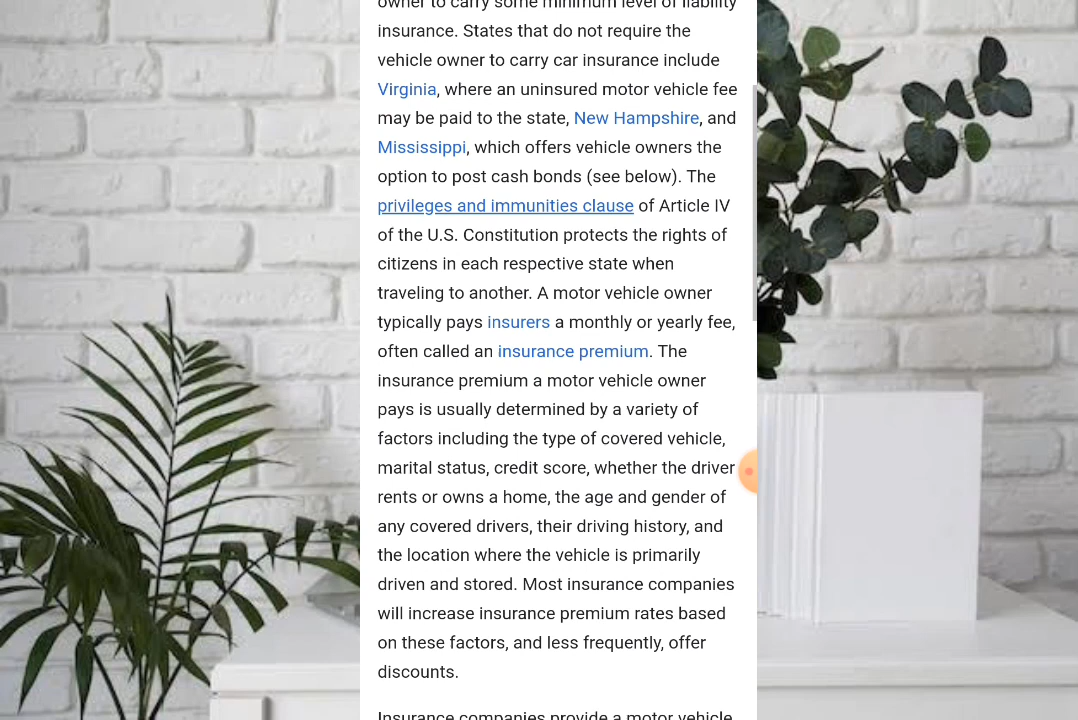 owner to carry some minimum level of liability
insurance. States that do not require the
vehicle owner to carry car insurance include
Virginia, where an uninsured motor vehicle fee
may be paid to the state, New Hampshire, and
Mississippi, which offers vehicle owners the
option to post cash bonds (see below). The
privileges and immunities clause of Article IV
of the U.S. Constitution protects the rights of
citizens in each respective state when
traveling to another. A motor vehicle owner
typically pays insurers a monthly or yearly fee,
often called an insurance premium. The
insurance premium a motor vehicle owner
pays is usually determined by a variety of
factors including the type of covered vehicle,
marital status, credit score, whether the driver
rents or owns a home, the age and gender of
any covered drivers, their driving history, and
the location where the vehicle is primarily
driven and stored. Most insurance companies
will increase insurance premium rates based
on these factors, and less frequently, offer
discounts.
Insurance companies provide a motor vehicle